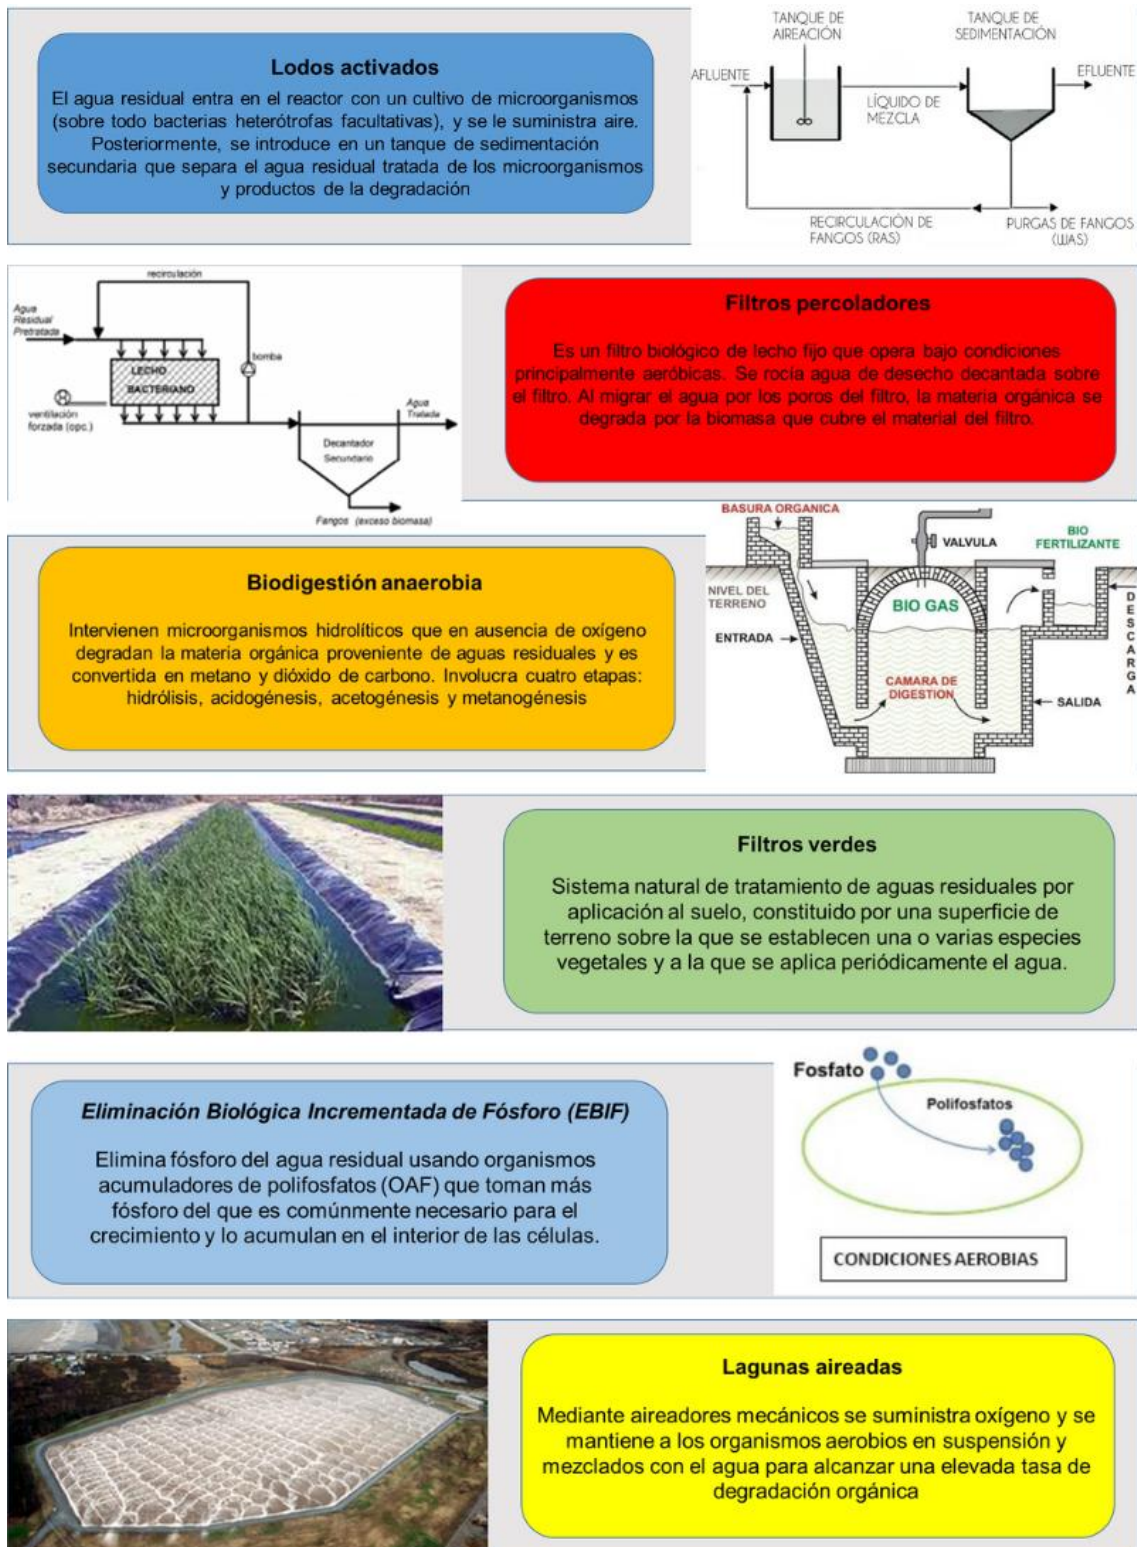 Lodos activados
El agua residual entra en el reactor con un cultivo de microorganismos
(sobre todo bacterias heterótrofas facultativas), y se le suministra aire.
Posteriormente, se introduce en un tanque de sedimentación
secundaria que separa el agua residual tratada de los microorganismos
y productos de la degradación
TANQUE DE
AIREACIÓN
TANQUE DE
SEDIMENTACIÓN
AFLUENTE
EFLUENTE
LÍQUIDO DE
MEZCLA
RECIRCULACIÓN DE
FANGOS (RAS)
PURGAS DE FANGOS
(WAS)
recirculación
Agua
Residual
Pretratada
LECHO
BACTERIANO
bomba
ventilación
forzada (opc.)
Agua
Tratada
Decantador
Secundario
Fangos (exceso biomasa)
Filtros percoladores
Es un filtro biológico de lecho fijo que opera bajo condiciones
principalmente aeróbicas. Se rocía agua de desecho decantada sobre
el filtro. Al migrar el agua por los poros del filtro, la materia orgánica se
degrada por la biomasa que cubre el material del filtro.
Biodigestión anaerobia
Intervienen microorganismos hidrolíticos que en ausencia de oxígeno
degradan la materia orgánica proveniente de aguas residuales y es
convertida en metano y dióxido de carbono. Involucra cuatro etapas:
hidrólisis, acidogénesis, acetogénesis y metanogénesis
BASURA ORGANICA
VALVULA
BIO
FERTILIZANTE
NIVEL DEL
TERRENO
BIO GAS
ENTRADA
CAMARA DE
DIGESTION
SALIDA
DESCARGA
Filtros verdes
Sistema natural de tratamiento de aguas residuales por
aplicación al suelo, constituido por una superficie de
terreno sobre la que se establecen una o varias especies
vegetales y a la que se aplica periódicamente el agua.
Eliminación Biológica Incrementada de Fósforo (EBIF)
Elimina fósforo del agua residual usando organismos
acumuladores de polifosfatos (OAF) que toman más
fósforo del que es comúnmente necesario para el
crecimiento y lo acumulan en el interior de las células.
Fosfato
Polifosfatos
CONDICIONES AEROBIAS
Lagunas aireadas
Mediante aireadores mecánicos se suministra oxígeno y se
mantiene a los organismos aerobios en suspensión y
mezclados con el agua para alcanzar una elevada tasa de
degradación orgánica